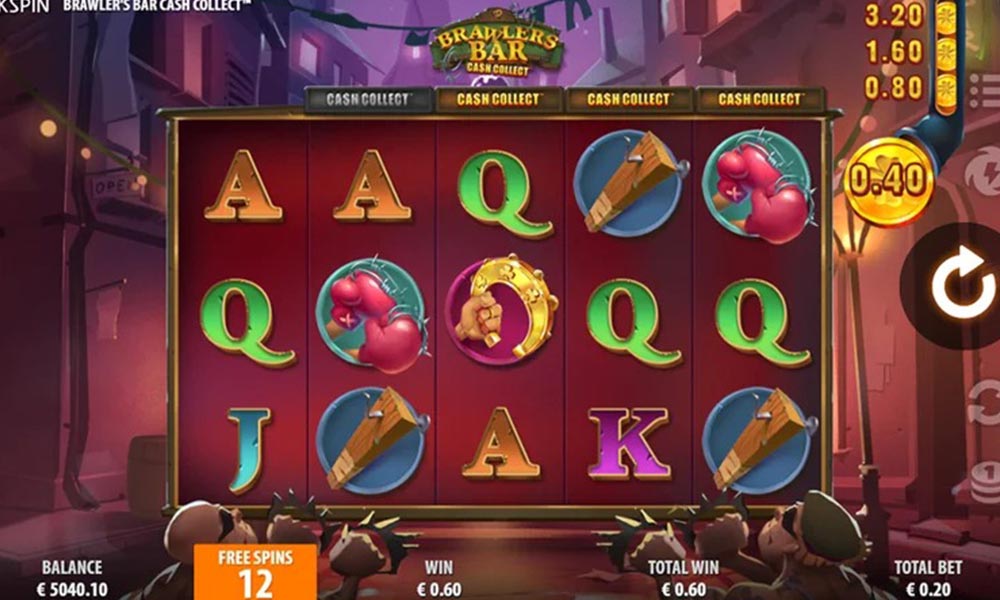 KSPIN BRAWLER'S BAR CASH COLLECT™
BRAWLERS
BAR
CASH COLLECT
3.20
1.60
0.80
0.40
CASH COLLECT
CASH COLLECT
CASH COLLECT
CASH COLLECT
OPEN
A A Q
Q Q Q
J A K
BALANCE
€ 5040.10
FREE SPINS
12
WIN
€ 0.60
TOTAL WIN
€ 0.60
TOTAL BET
€ 0.20